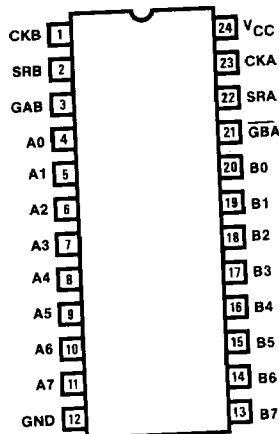 CKB 1 24 VCC
SRB 2 23 CKA
GAB 3 22 SRA
A0 4 21 G̅B̅A̅
A1 5 20 B0
A2 6 19 B1
A3 7 18 B2
A4 8 17 B3
A5 9 16 B4
A6 10 15 B5
A7 11 14 B6
GND 12 13 B7